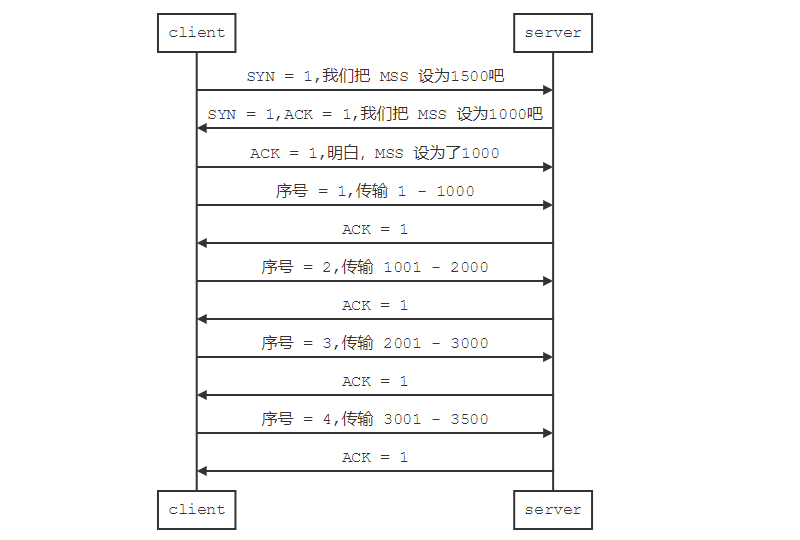 client server
SYN = 1,我们把 MSS 设为1500吧
SYN = 1,ACK = 1,我们把 MSS 设为1000吧
ACK = 1,明白，MSS 设为了1000
序号 = 1,传输 1 - 1000
ACK = 1
序号 = 2,传输 1001 - 2000
ACK = 1
序号 = 3,传输 2001 - 3000
ACK = 1
序号 = 4,传输 3001 - 3500
ACK = 1
client server